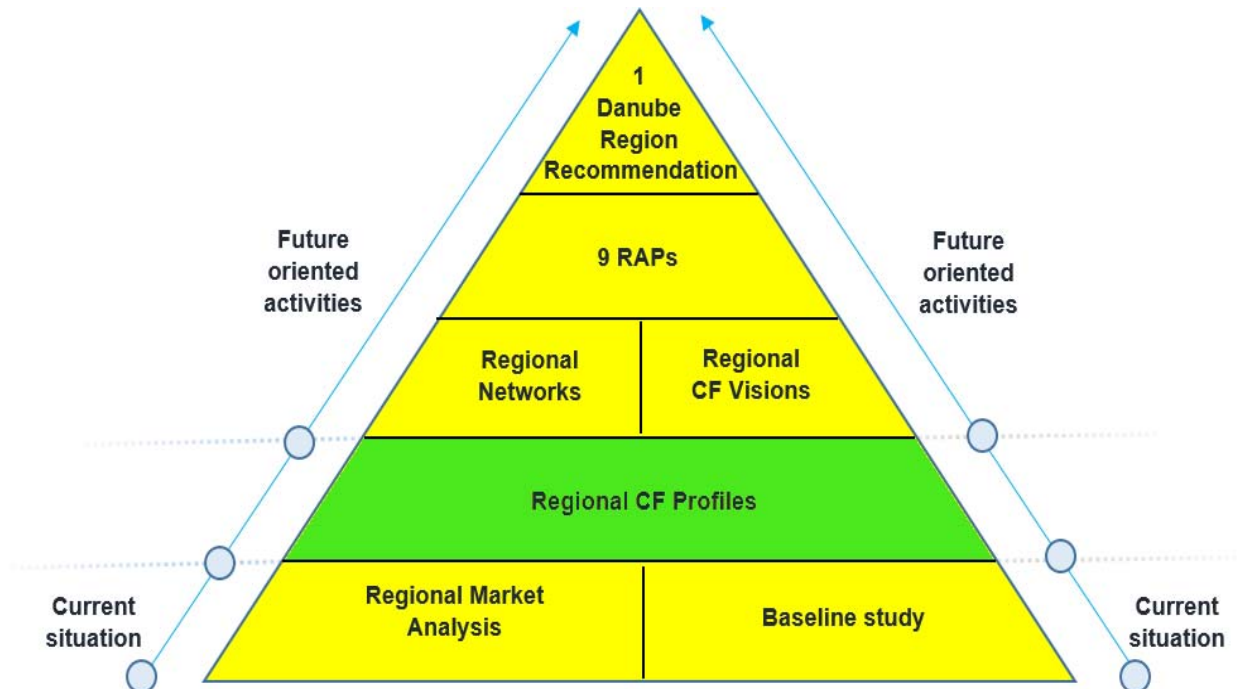 1
Danube
Region
Recommendation
9 RAPs
Future
oriented
activities
Future
oriented
activities
Regional
Networks
Regional
CF Visions
Regional CF Profiles
Current
situation
Regional Market
Analysis
Baseline study
Current
situation